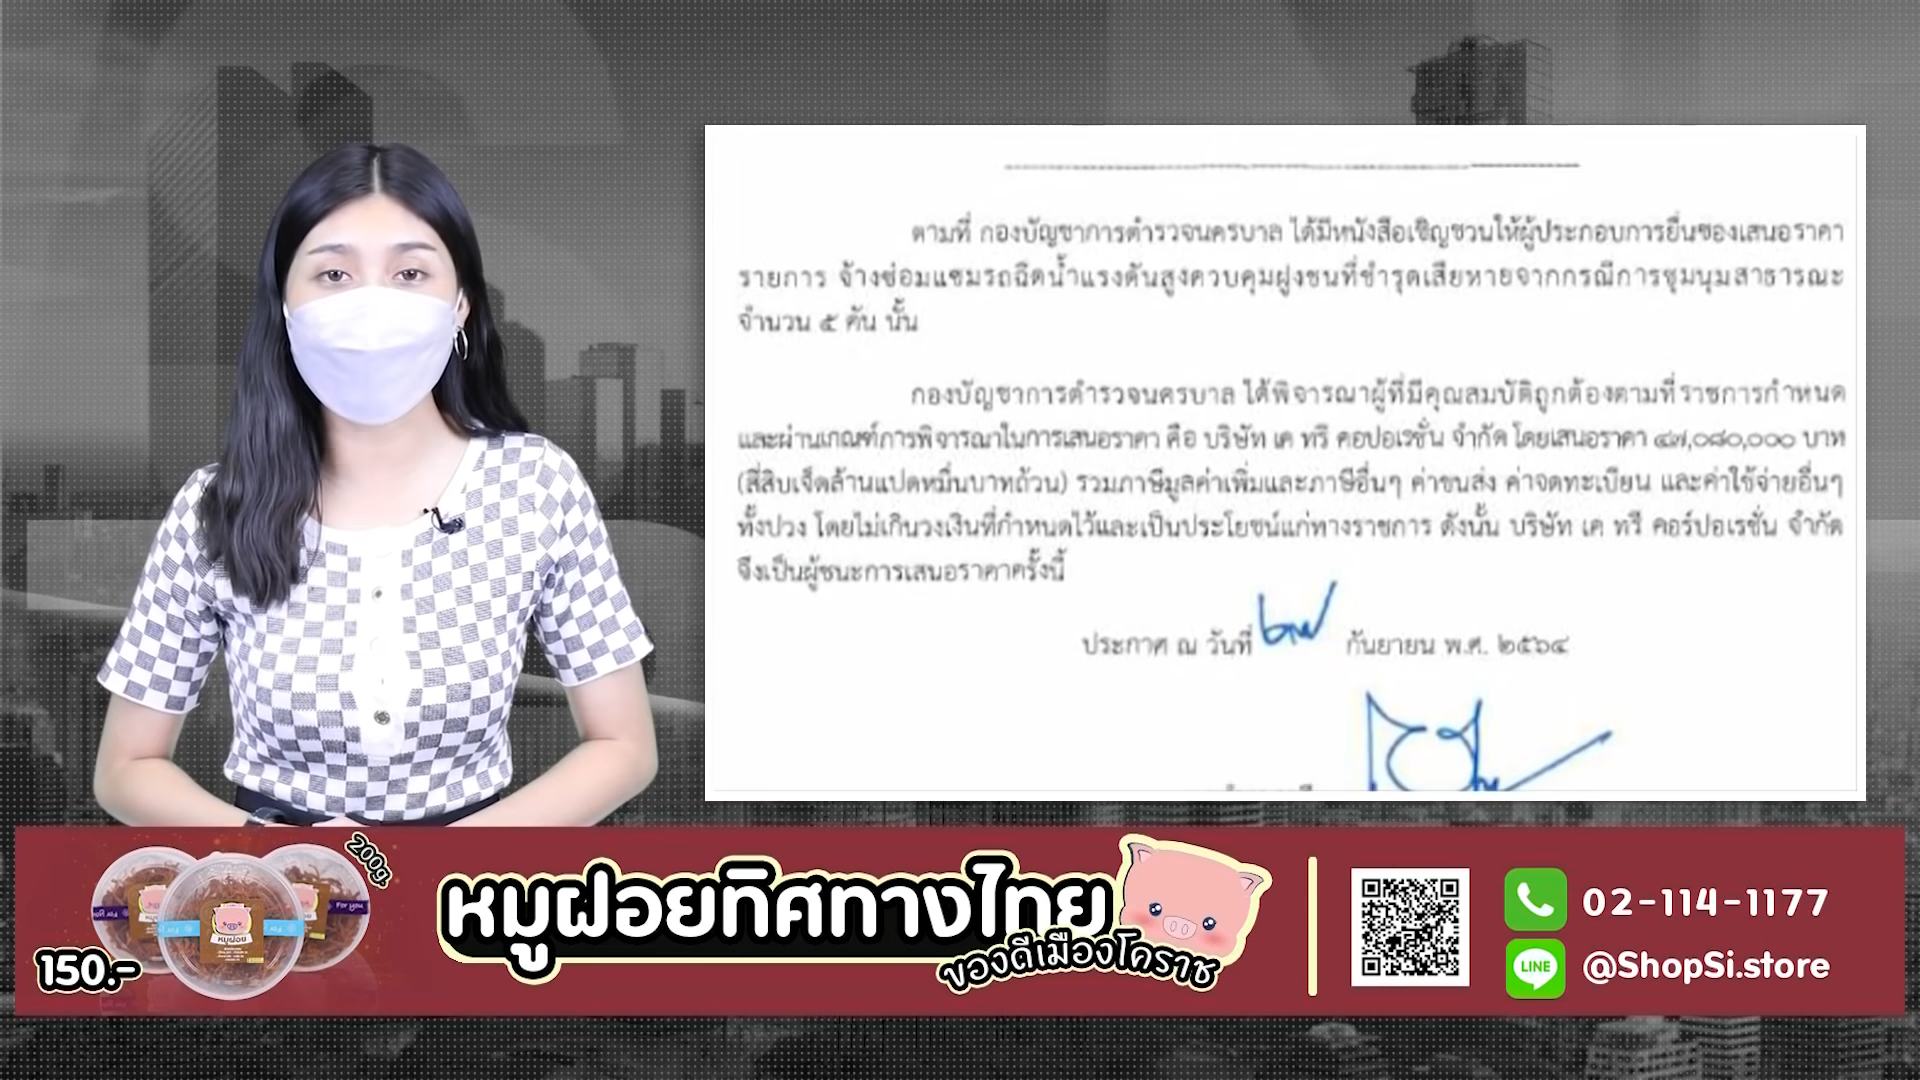 ตามที่ กองบัญชาการตำรวจนครบาล ได้มีหนังสือเชิญชวนให้ผู้ประกอบการยื่นซองเสนอราคา
รายการ จ้างซ่อมแซมรถฉีดน้ำแรงดันสูงควบคุมฝูงชนที่ชำรุดเสียหายจากกรณีการชุมนุมสาธารณะ
จำนวน ๕ คัน นั้น
กองบัญชาการตำรวจนครบาล ได้พิจารณาผู้ที่มีคุณสมบัติถูกต้องตามที่ราชการกำหนด
และผ่านเกณฑ์การพิจารณาในการเสนอราคา คือ บริษัท เค ทรี คอปอเรชั่น จำกัด โดยเสนอราคา ๔๗,๐๘๐,๐๐๐ บาท
(สี่สิบเจ็ดล้านแปดหมื่นบาทถ้วน) รวมภาษีมูลค่าเพิ่มและภาษีอื่นๆ ค่าขนส่ง ค่าจดทะเบียน และค่าใช้จ่ายอื่นๆ
ทั้งปวง โดยไม่เกินวงเงินที่กำหนดไว้และเป็นประโยชน์แก่ทางราชการ ดังนั้น บริษัท เค ทรี คอร์ปอเรชั่น จำกัด
จึงเป็นผู้ชนะการเสนอราคาครั้งนี้
ประกาศ ณ วันที่ ๒๗ กันยายน พ.ศ. ๒๕๖๔
200g.
150.-
For you
หมูฝอย
หมูฝอยทิศทางไทย
ของดีเมืองโคราช
02-114-1177
LINE @ShopSi.store